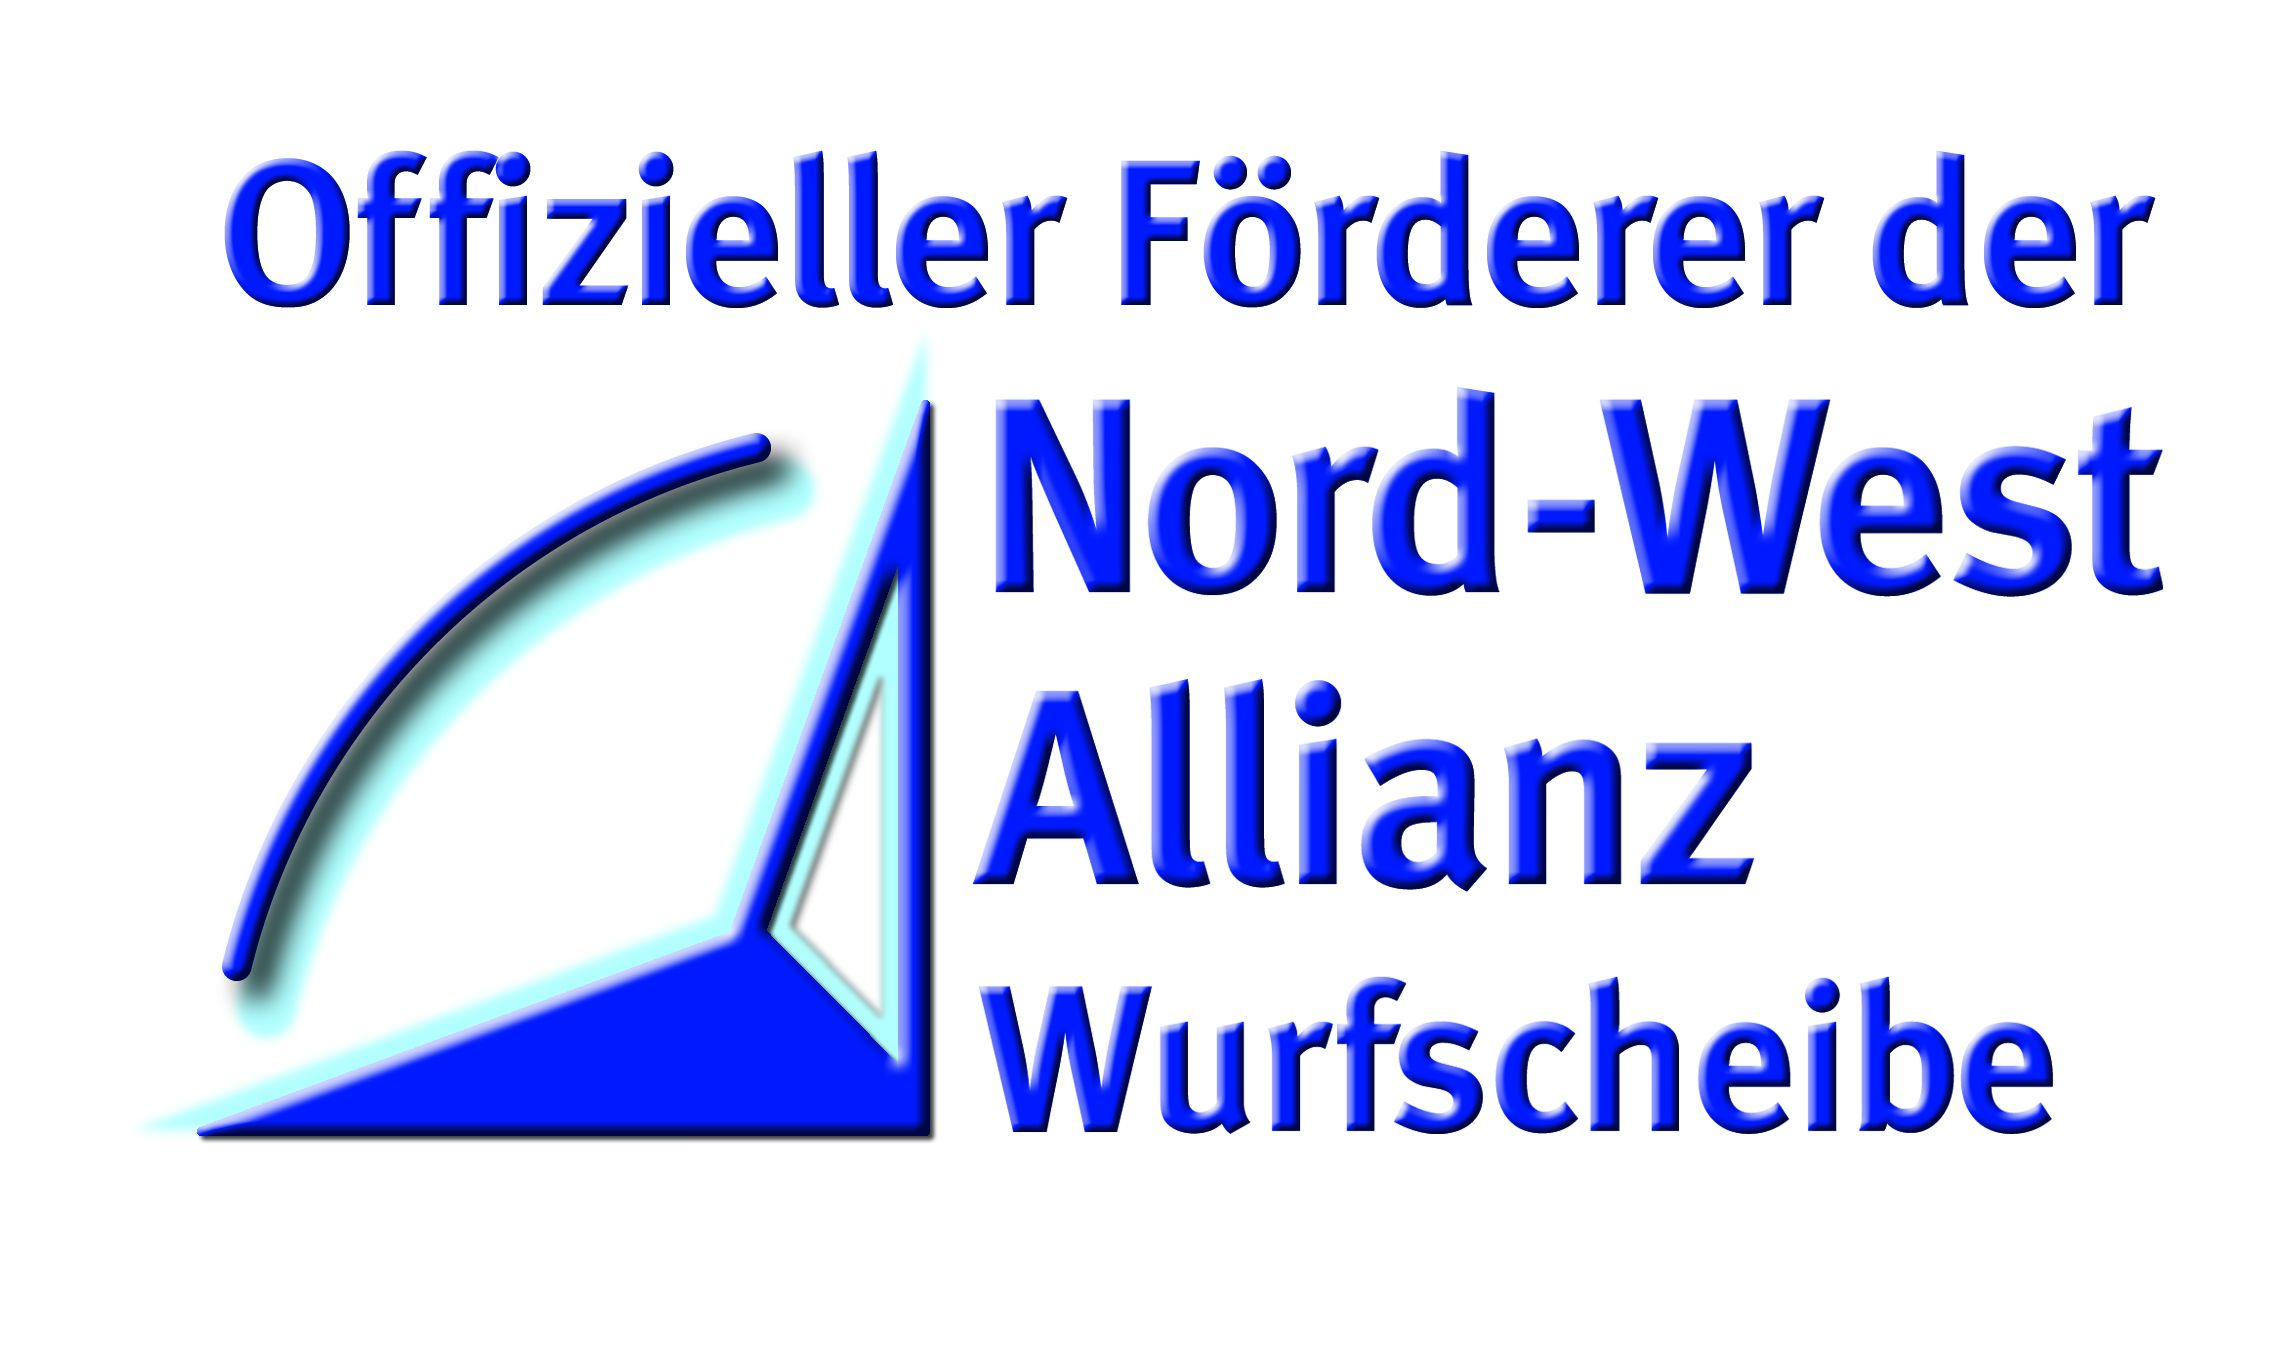 Offizieller Förderer der
Nord-West
Allianz
Wurfscheibe